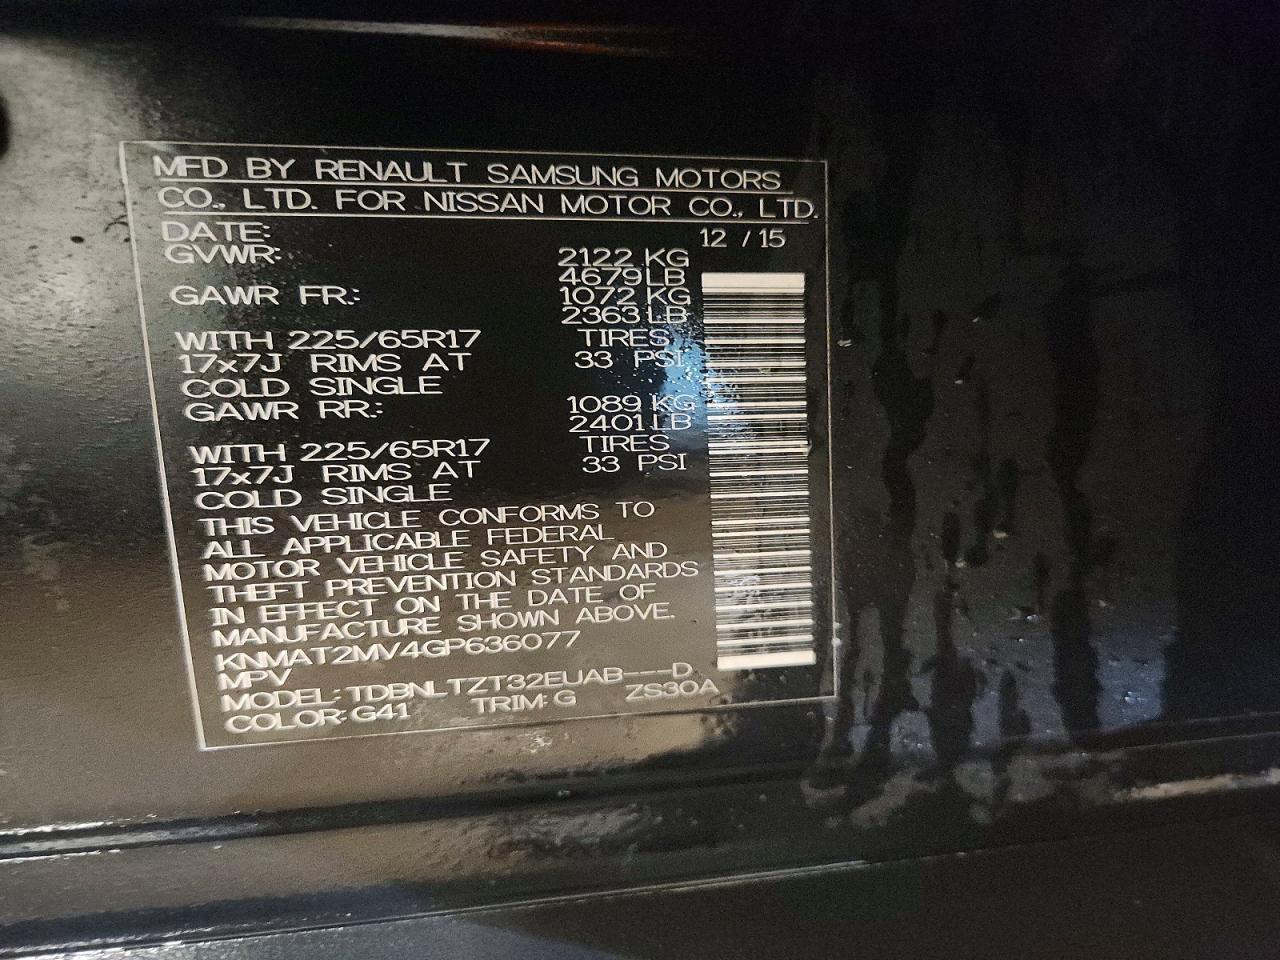 MFD BY RENAULT SAMSUNG MOTORS
CO., LTD. FOR NISSAN MOTOR CO., LTD.
DATE: 12 / 15
GVWR: 2122 KG
4679 LB
GAWR FR.: 1072 KG
2363 LB
WITH 225/65R17 TIRES
17x7J RIMS AT 33 PSI
COLD SINGLE
GAWR RR.: 1089 KG
2401 LB
WITH 225/65R17 TIRES
17x7J RIMS AT 33 PSI
COLD SINGLE
THIS VEHICLE CONFORMS TO
ALL APPLICABLE FEDERAL
MOTOR VEHICLE SAFETY AND
THEFT PREVENTION STANDARDS
IN EFFECT ON THE DATE OF
MANUFACTURE SHOWN ABOVE.
KNMAT2MV4GP636077
MPV
MODEL: TDBNLTZT32EUAB---D
COLOR: G41 TRIM: G ZS30A